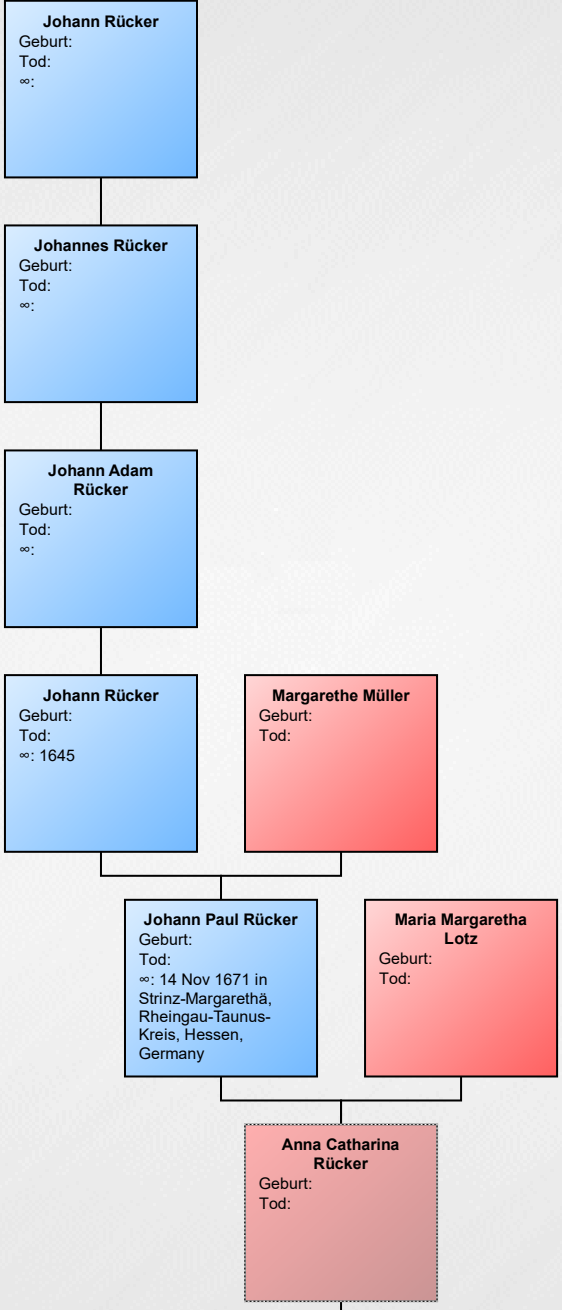 Johann Rücker
Geburt:
Tod:
∞:
Johannes Rücker
Geburt:
Tod:
∞:
Johann Adam
Rücker
Geburt:
Tod:
∞:
Johann Rücker
Geburt:
Tod:
∞: 1645
Margarethe Müller
Geburt:
Tod:
Johann Paul Rücker
Geburt:
Tod:
∞: 14 Nov 1671 in
Strinz-Margarethä,
Rheingau-Taunus-
Kreis, Hessen,
Germany
Maria Margaretha
Lotz
Geburt:
Tod:
Anna Catharina
Rücker
Geburt:
Tod: